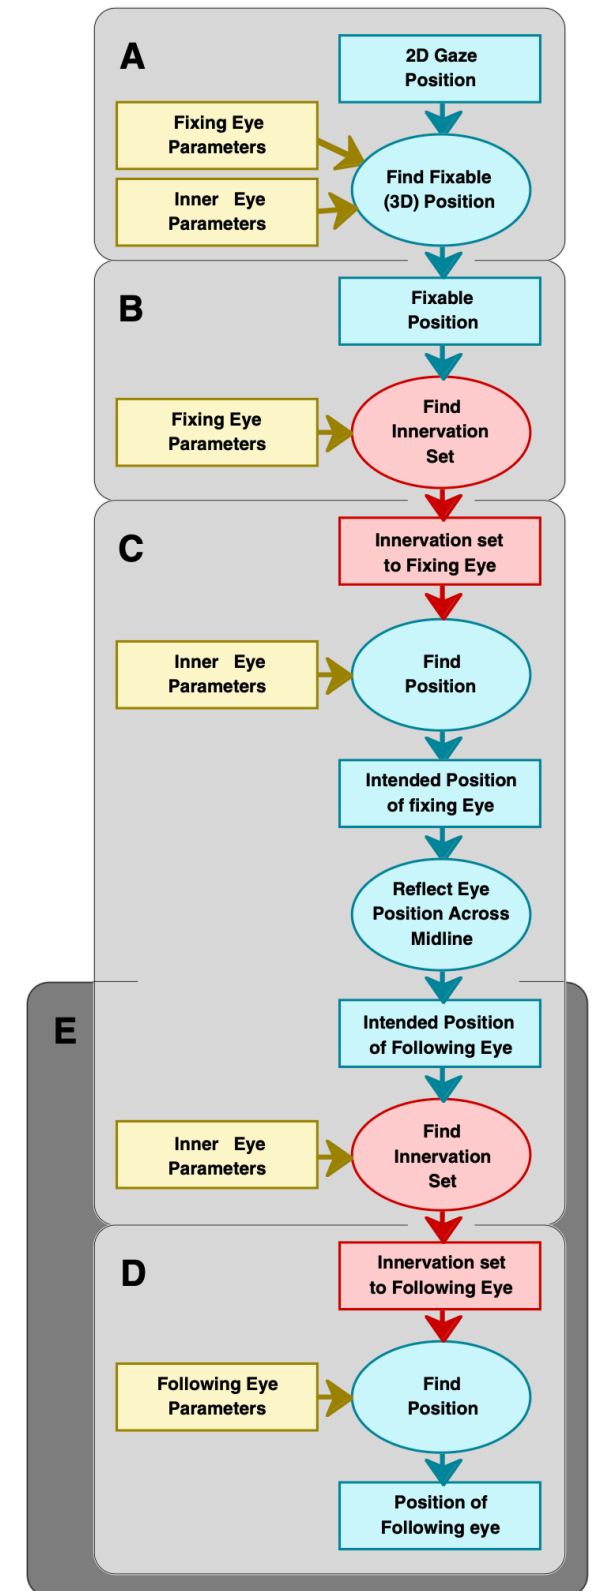 A
2D Gaze
Position
Fixing Eye
Parameters
Inner Eye
Parameters
Find Fixable
(3D) Position
B
Fixable
Position
Fixing Eye
Parameters
Find
Innervation
Set
C
Innervation set
to Fixing Eye
Inner Eye
Parameters
Find
Position
Intended Position
of fixing Eye
Reflect Eye
Position Across
Midline
E
Intended Position
of Following Eye
Inner Eye
Parameters
Find
Innervation
Set
D
Innervation set
to Following Eye
Following Eye
Parameters
Find
Position
Position of
Following eye